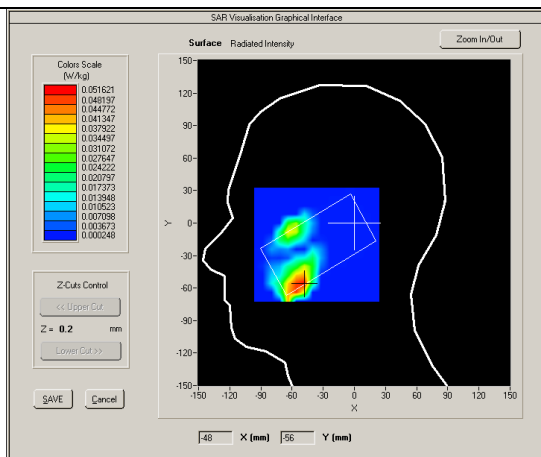 SAR Visualisation Graphical Interface
Surface Radiated Intensity
Zoom In/Out
Colors Scale
(W/kg)
0.051621
0.048197
0.044772
0.041347
0.037922
0.034497
0.031072
0.027647
0.024222
0.020797
0.017373
0.013948
0.010523
0.007098
0.003673
0.000248
Z-Cuts Control
<< Upper Cut
Z = 0.2 mm
Lower Cut >>
SAVE Cancel
150-
120-
90-
60-
30-
0-
-30-
-60-
-90-
-120-
-150-
Y
-150 -120 -90 -60 -30 0 30 60 90 120 150
X
-48 X (mm) -56 Y (mm)